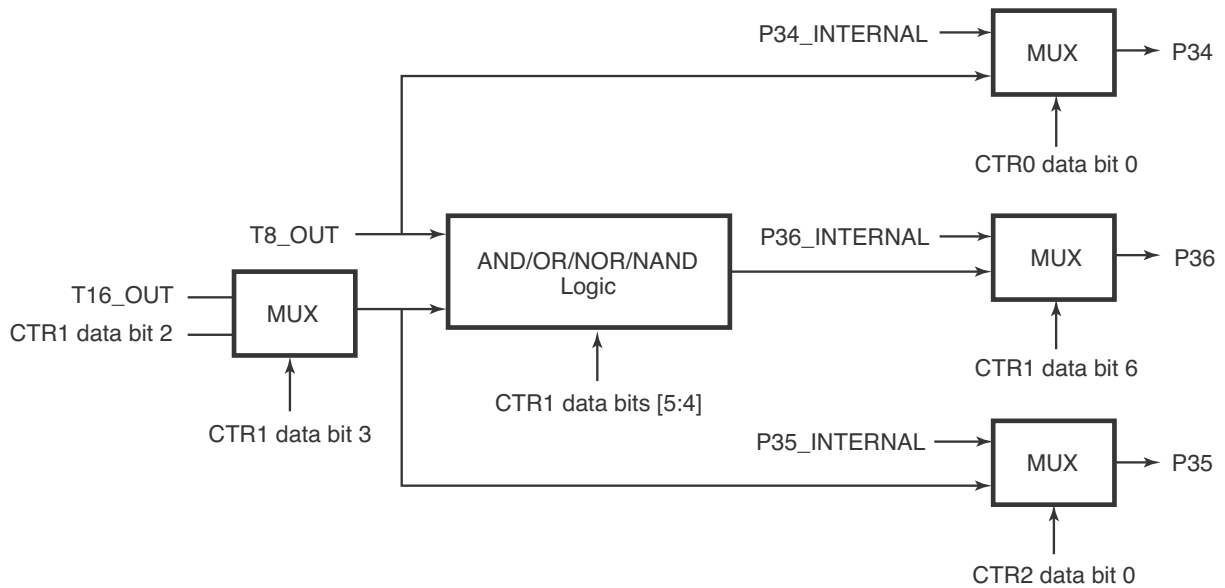 P34_INTERNAL
MUX
P34
CTR0 data bit 0
T8_OUT
AND/OR/NOR/NAND
Logic
P36_INTERNAL
MUX
P36
T16_OUT
CTR1 data bit 2
MUX
CTR1 data bit 6
CTR1 data bits [5:4]
CTR1 data bit 3
P35_INTERNAL
MUX
P35
CTR2 data bit 0